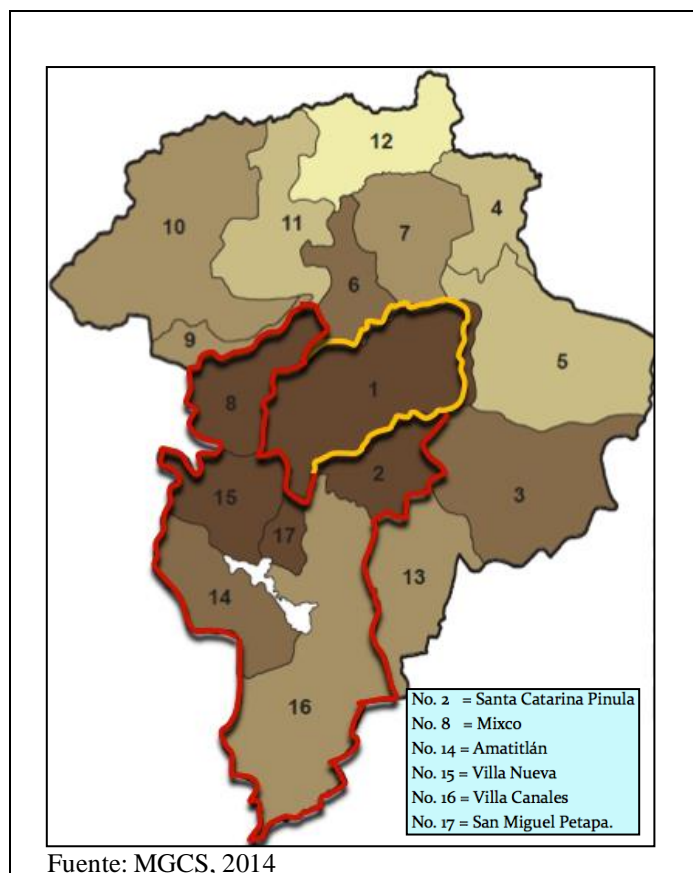 12
4
10
11
7
6
9
5
8
1
2
3
15
17
13
14
16
No. 2 = Santa Catarina Pinula
No. 8 = Mixco
No. 14 = Amatitlán
No. 15 = Villa Nueva
No. 16 = Villa Canales
No. 17 = San Miguel Petapa.
Fuente: MGCS, 2014